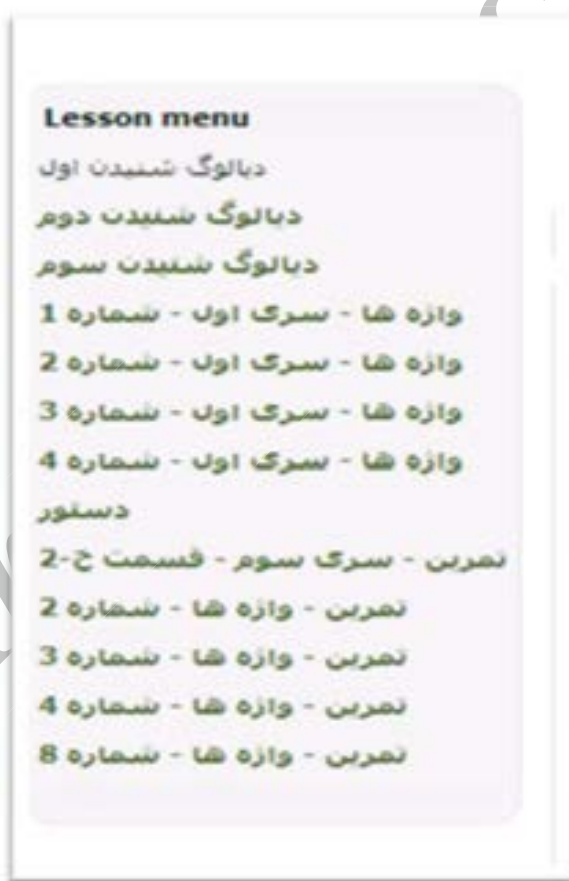 Lesson menu
دیالوگ شنیدن اول
دیالوگ شنیدن دوم
دیالوگ شنیدن سوم
واژه ها - سری اول - شماره 1
واژه ها - سری اول - شماره 2
واژه ها - سری اول - شماره 3
واژه ها - سری اول - شماره 4
دستور
تمرین - سری سوم - قسمت ح-2
تمرین - واژه ها - شماره 2
تمرین - واژه ها - شماره 3
تمرین - واژه ها - شماره 4
تمرین - واژه ها - شماره 8